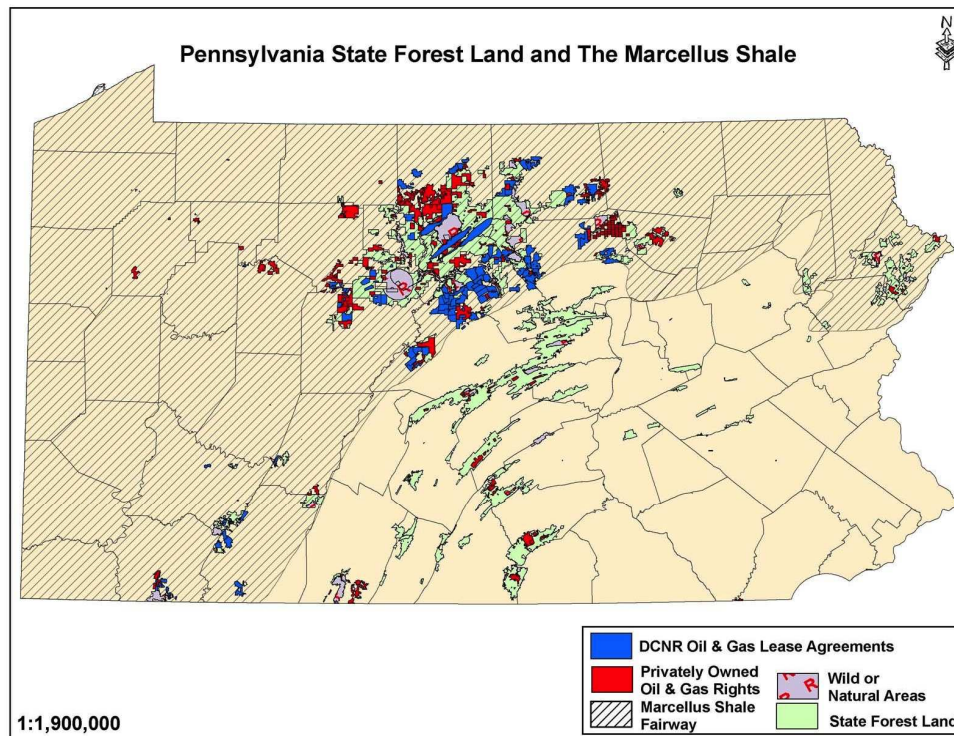 N
Pennsylvania State Forest Land and The Marcellus Shale
R
R
DCNR Oil & Gas Lease Agreements
Privately Owned
Oil & Gas Rights
R
Wild or
Natural Areas
Marcellus Shale
Fairway
State Forest Land
1:1,900,000